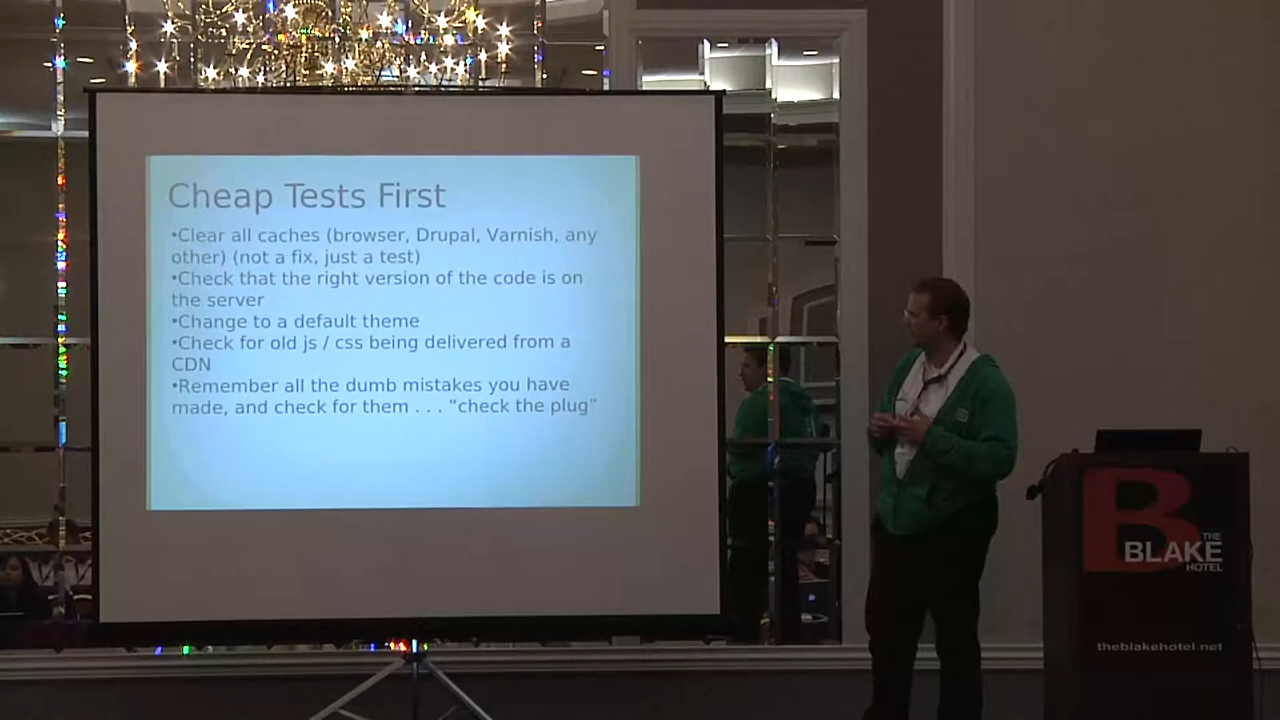 Cheap Tests First
•Clear all caches (browser, Drupal, Varnish, any
other) (not a fix, just a test)
•Check that the right version of the code is on
the server
•Change to a default theme
•Check for old js / css being delivered from a
CDN
•Remember all the dumb mistakes you have
made, and check for them . . . “check the plug”
B
THE
BLAKE
HOTEL
theblakehotel.net